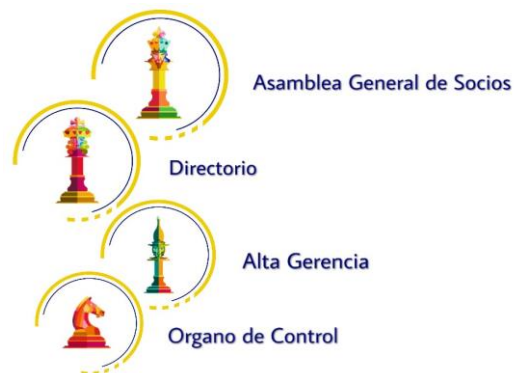 Asamblea General de Socios
Directorio
Alta Gerencia
Organo de Control